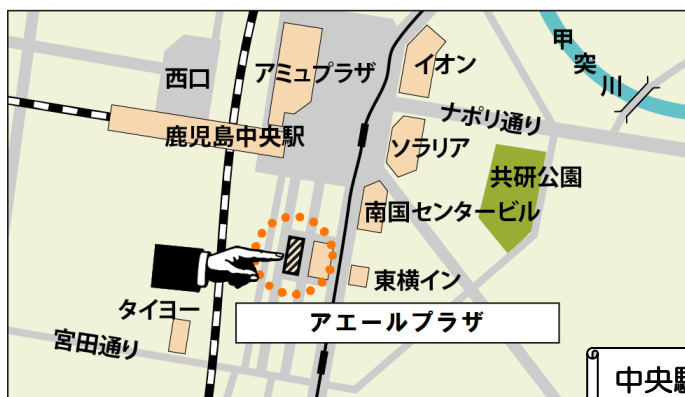 西口
アミュプラザ
イオン
甲突川
ナポリ通り
鹿児島中央駅
ソラリア
共研公園
南国センタービル
東横イン
タイヨー
アエールプラザ
宮田通り
中央